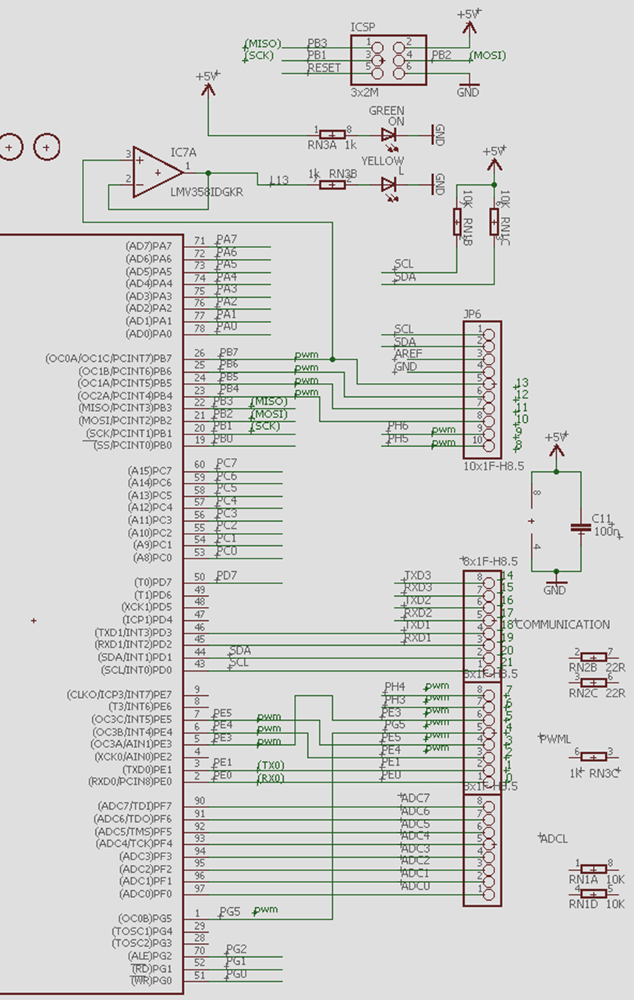 +5V
ICSP
(MISO) PB3 1 2
(SCK) PB1 3 4 PB2 (MOSI)
RESET 5 6
3x2M GND
+5V
GREEN
ON
1 8 GND
RN3A 1k
+5V
IC7A
3 1
2
LMV358IDGKR
YELLOW
L
L13 1k RN3B 2 GND
10K RN1B
10K RN1C
SCL
SDA
(AD7)PA7 71 PA7
(AD6)PA6 72 PA6
(AD5)PA5 73 PA5
(AD4)PA4 74 PA4
(AD3)PA3 75 PA3
(AD2)PA2 76 PA2
(AD1)PA1 77 PA1
(AD0)PA0 78 PA0
JP6
SCL 1
SDA 2
AREF 3
GND 4
5 13
6 12
7 11
8 10
PH6 pwm 9 9
PH5 pwm 10 8
10x1F-H8.5
(OC0A/OC1C/PCINT7)PB7 26 PB7 pwm
(OC1B/PCINT6)PB6 25 PB6 pwm
(OC1A/PCINT5)PB5 24 PB5 pwm
(OC2A/PCINT4)PB4 23 PB4 pwm
(MISO/PCINT3)PB3 22 PB3 (MISO)
(MOSI/PCINT2)PB2 21 PB2 (MOSI)
(SCK/PCINT1)PB1 20 PB1 (SCK)
(SS/PCINT0)PB0 19 PB0
+5V
8
4
C11
100n
GND
(A15)PC7 60 PC7
(A14)PC6 59 PC6
(A13)PC5 58 PC5
(A12)PC4 57 PC4
(A11)PC3 56 PC3
(A10)PC2 55 PC2
(A9)PC1 54 PC1
(A8)PC0 53 PC0
8x1F-H8.5
(T0)PD7 50 PD7 TXD3 8 14
(T1)PD6 49 RXD3 7 15
(XCK1)PD5 48 TXD2 6 16
(ICP1)PD4 47 RXD2 5 17
(TXD1/INT3)PD3 46 TXD1 4 18
(RXD1/INT2)PD2 45 RXD1 3 19
(SDA/INT1)PD1 44 SDA 2 20
(SCL/INT0)PD0 43 SCL 1 21
COMMUNICATION
2 7
RN2B 22R
3 6
RN2C 22R
8x1F-H8.5
(CLKO/ICP3/INT7)PE7 9 PH4 pwm 8 7
(T3/INT6)PE6 8 PH3 pwm 7 6
(OC3C/INT5)PE5 7 PE5 pwm PE3 pwm 6 5
(OC3B/INT4)PE4 6 PE4 pwm PG5 pwm 5 4
(OC3A/AIN1)PE3 5 PE3 pwm PE5 pwm 4 3
(XCK0/AIN0)PE2 4 PE4 pwm 3 2
(TXD0)PE1 3 PE1 (TX0) PE1 2 1
(RXD0/PCIN8)PE0 2 PE0 (RX0) PE0 1 0
PWML
6 3
1K RN3C
8x1F-H8.5
(ADC7/TDI)PF7 90 ADC7 8
(ADC6/TDO)PF6 91 ADC6 7
(ADC5/TMS)PF5 92 ADC5 6
(ADC4/TCK)PF4 93 ADC4 5
(ADC3)PF3 94 ADC3 4
(ADC2)PF2 95 ADC2 3
(ADC1)PF1 96 ADC1 2
(ADC0)PF0 97 ADC0 1
ADCL
1 8
RN1A 10K
4 5
RN1D 10K
(OC0B)PG5 1 PG5 pwm
(TOSC1)PG4 29
(TOSC2)PG3 28
(ALE)PG2 70 PG2
(RD)PG1 52 PG1
(WR)PG0 51 PG0